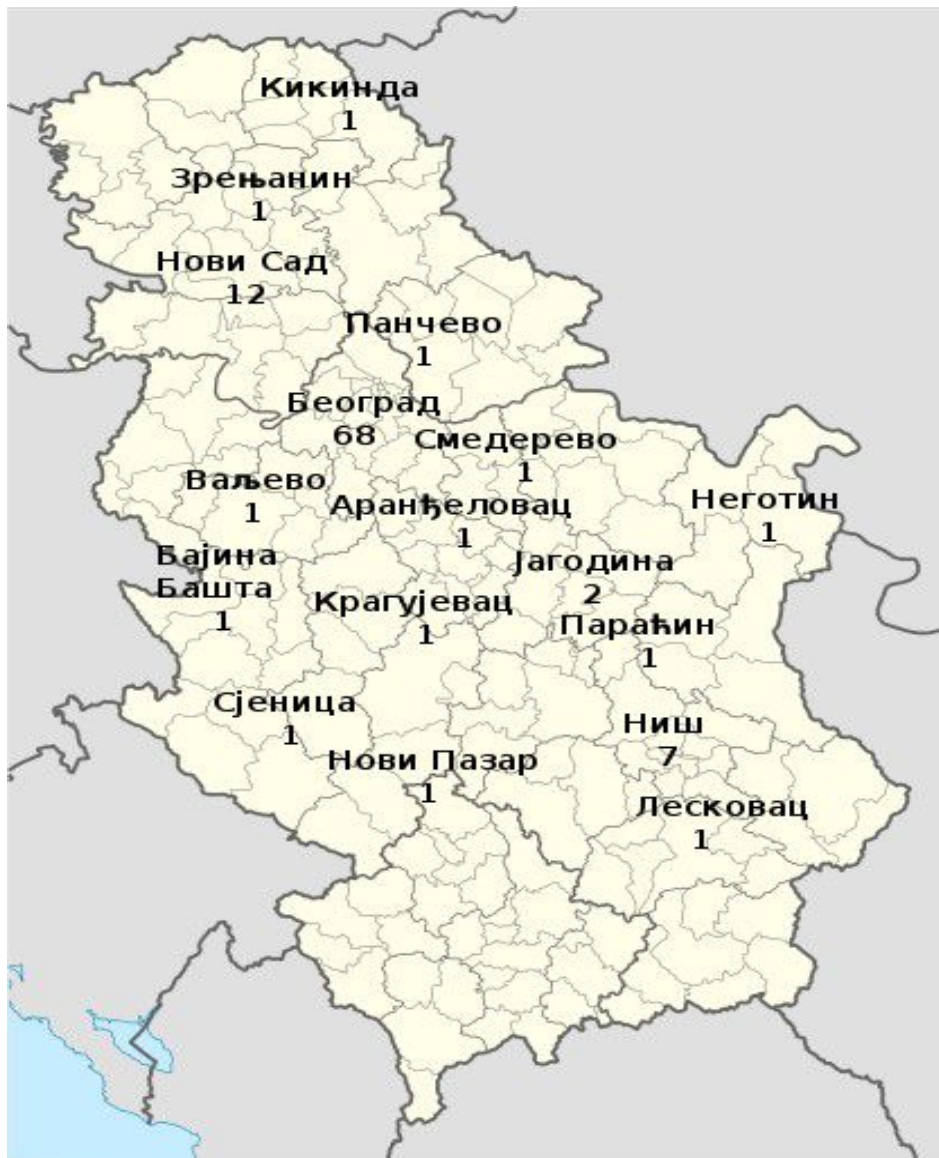 Кикинда
1
Зрењанин
1
Нови Сад
12
Панчево
1
Београд
68
Смедерево
1
Ваљево
1
Аранђеловац
1
Неготин
1
Бајина
Башта
1
Јагодина
2
Крагујевац
1
Параћин
1
Сјеница
1
Ниш
7
Нови Пазар
1
Лесковац
1